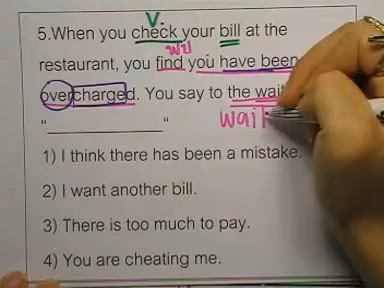 V.
5.When you check your bill at the
พบ
restaurant, you find you have been
overcharged. You say to the wait
"____________" wait
1) I think there has been a mistake.
2) I want another bill.
3) There is too much to pay.
4) You are cheating me.